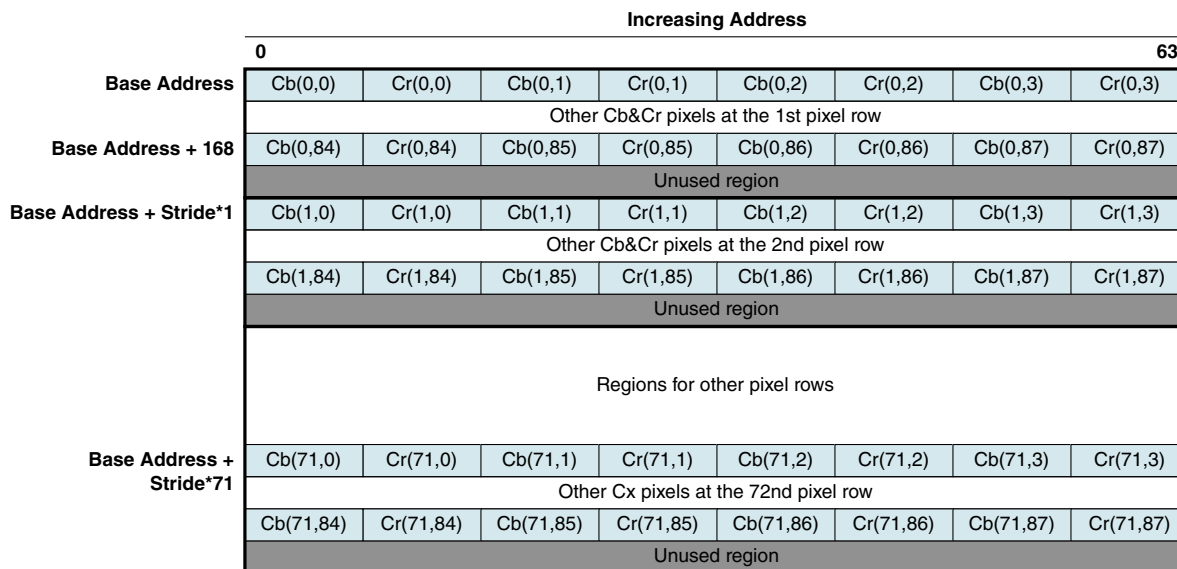 Increasing Address
0 63
Base Address Cb(0,0) Cr(0,0) Cb(0,1) Cr(0,1) Cb(0,2) Cr(0,2) Cb(0,3) Cr(0,3)
Other Cb&Cr pixels at the 1st pixel row
Base Address + 168 Cb(0,84) Cr(0,84) Cb(0,85) Cr(0,85) Cb(0,86) Cr(0,86) Cb(0,87) Cr(0,87)
Unused region
Base Address + Stride*1 Cb(1,0) Cr(1,0) Cb(1,1) Cr(1,1) Cb(1,2) Cr(1,2) Cb(1,3) Cr(1,3)
Other Cb&Cr pixels at the 2nd pixel row
Cb(1,84) Cr(1,84) Cb(1,85) Cr(1,85) Cb(1,86) Cr(1,86) Cb(1,87) Cr(1,87)
Unused region
Regions for other pixel rows
Base Address + Cb(71,0) Cr(71,0) Cb(71,1) Cr(71,1) Cb(71,2) Cr(71,2) Cb(71,3) Cr(71,3)
Stride*71
Other Cx pixels at the 72nd pixel row
Cb(71,84) Cr(71,84) Cb(71,85) Cr(71,85) Cb(71,86) Cr(71,86) Cb(71,87) Cr(71,87)
Unused region